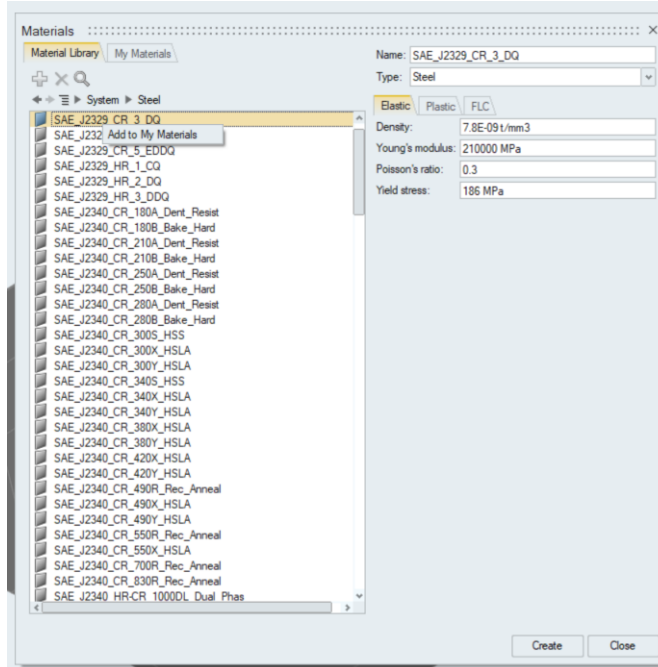 Materials
Material Library
My Materials
System
Steel
SAE_J2329_CR_3_DQ
SAE_J232
Add to My Materials
SAE_J2329_CR_5_EDDQ
SAE_J2329_HR_1_CQ
SAE_J2329_HR_2_DQ
SAE_J2329_HR_3_DDQ
SAE_J2340_CR_180A_Dent_Resist
SAE_J2340_CR_180B_Bake_Hard
SAE_J2340_CR_210A_Dent_Resist
SAE_J2340_CR_210B_Bake_Hard
SAE_J2340_CR_250A_Dent_Resist
SAE_J2340_CR_250B_Bake_Hard
SAE_J2340_CR_280A_Dent_Resist
SAE_J2340_CR_280B_Bake_Hard
SAE_J2340_CR_300S_HSS
SAE_J2340_CR_300X_HSLA
SAE_J2340_CR_300Y_HSLA
SAE_J2340_CR_340S_HSS
SAE_J2340_CR_340X_HSLA
SAE_J2340_CR_340Y_HSLA
SAE_J2340_CR_380X_HSLA
SAE_J2340_CR_380Y_HSLA
SAE_J2340_CR_420X_HSLA
SAE_J2340_CR_420Y_HSLA
SAE_J2340_CR_490R_Rec_Anneal
SAE_J2340_CR_490X_HSLA
SAE_J2340_CR_490Y_HSLA
SAE_J2340_CR_550R_Rec_Anneal
SAE_J2340_CR_550X_HSLA
SAE_J2340_CR_700R_Rec_Anneal
SAE_J2340_CR_830R_Rec_Anneal
SAE_J2340_HR-CR_1000DL_Dual_Phas
Name: SAE_J2329_CR_3_DQ
Type: Steel
Elastic
Plastic
FLC
Density: 7.8E-09 t/mm3
Young's modulus: 210000 MPa
Poisson's ratio: 0.3
Yield stress: 186 MPa
Create
Close